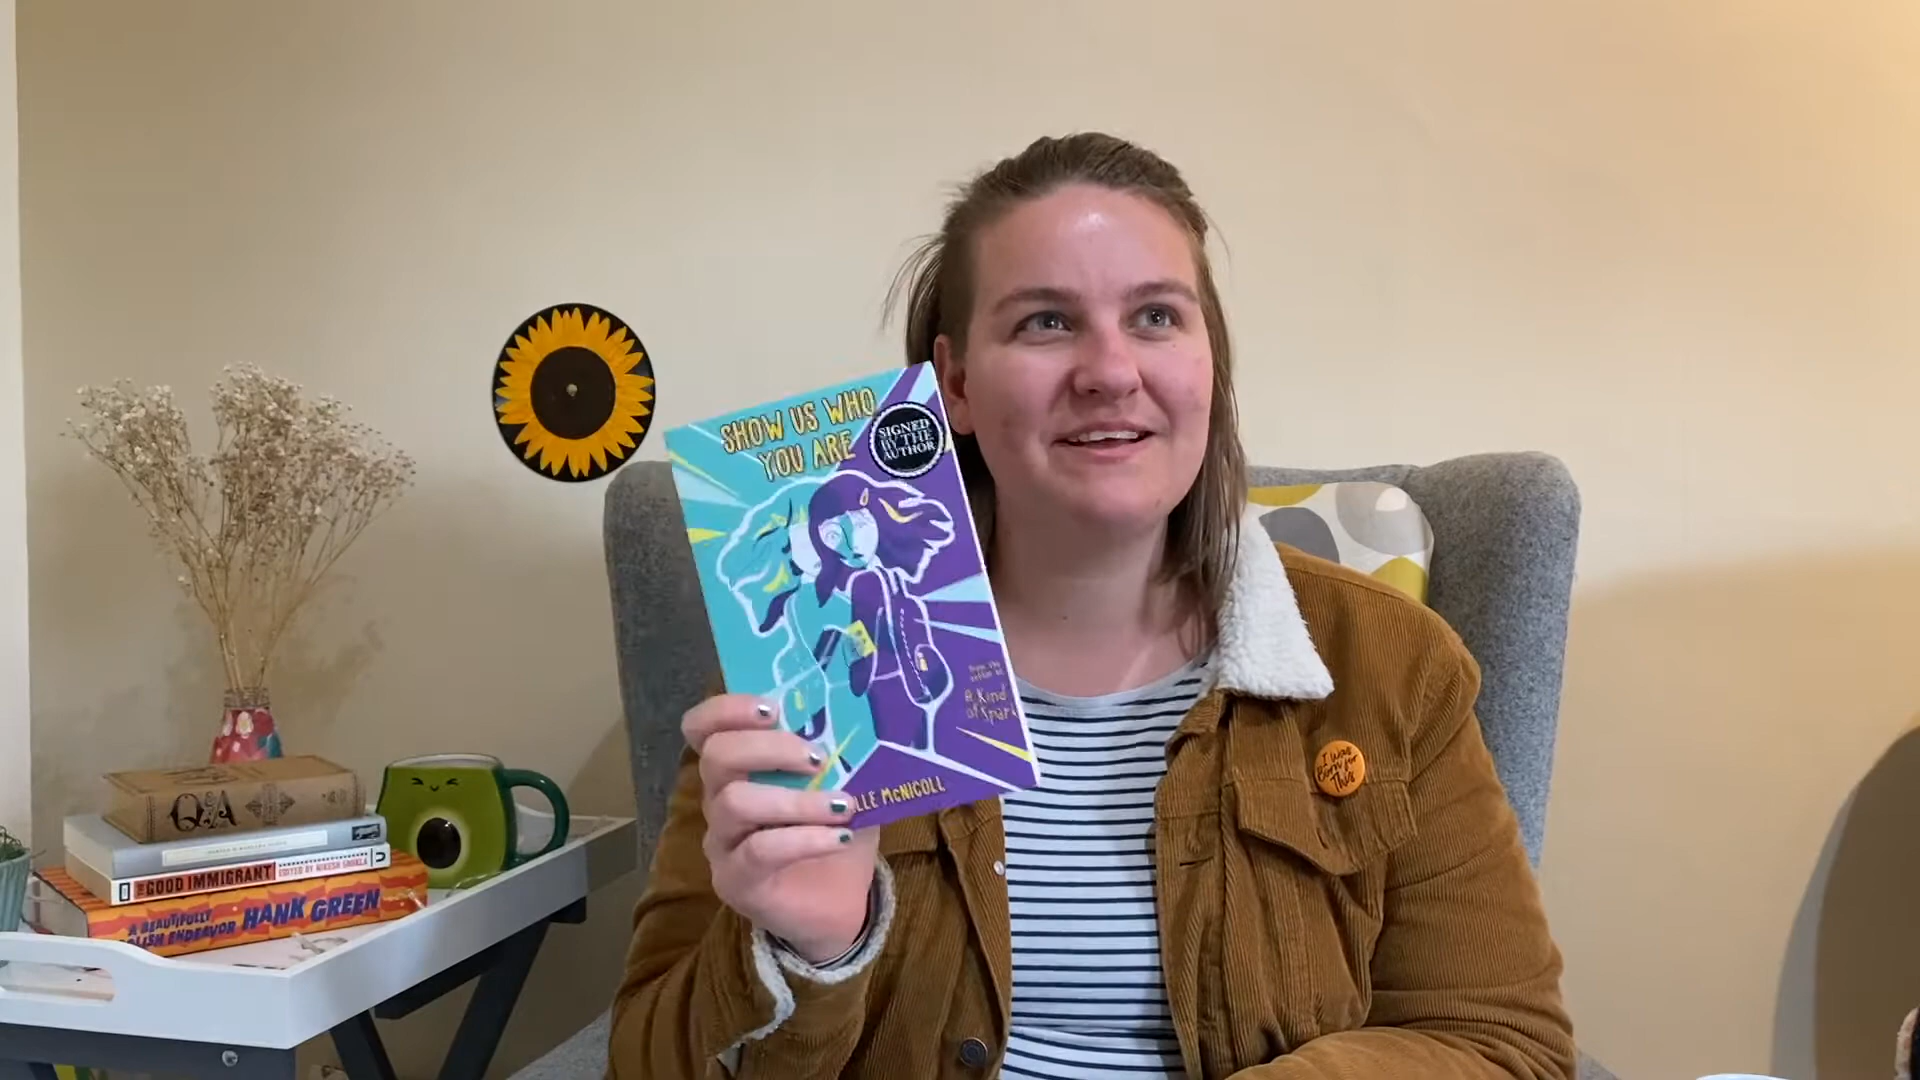 SHOW US WHO
YOU ARE
SIGNED
BY THE
AUTHOR
from the
author of
A Kind
of Spark
LLE McNICOLL
I was
Born for
This
Q&A
THE GOOD IMMIGRANT
EDITED BY NIKESH SHUKLA
A BEAUTIFULLY
LISH ENDEAVOR
HANK GREEN